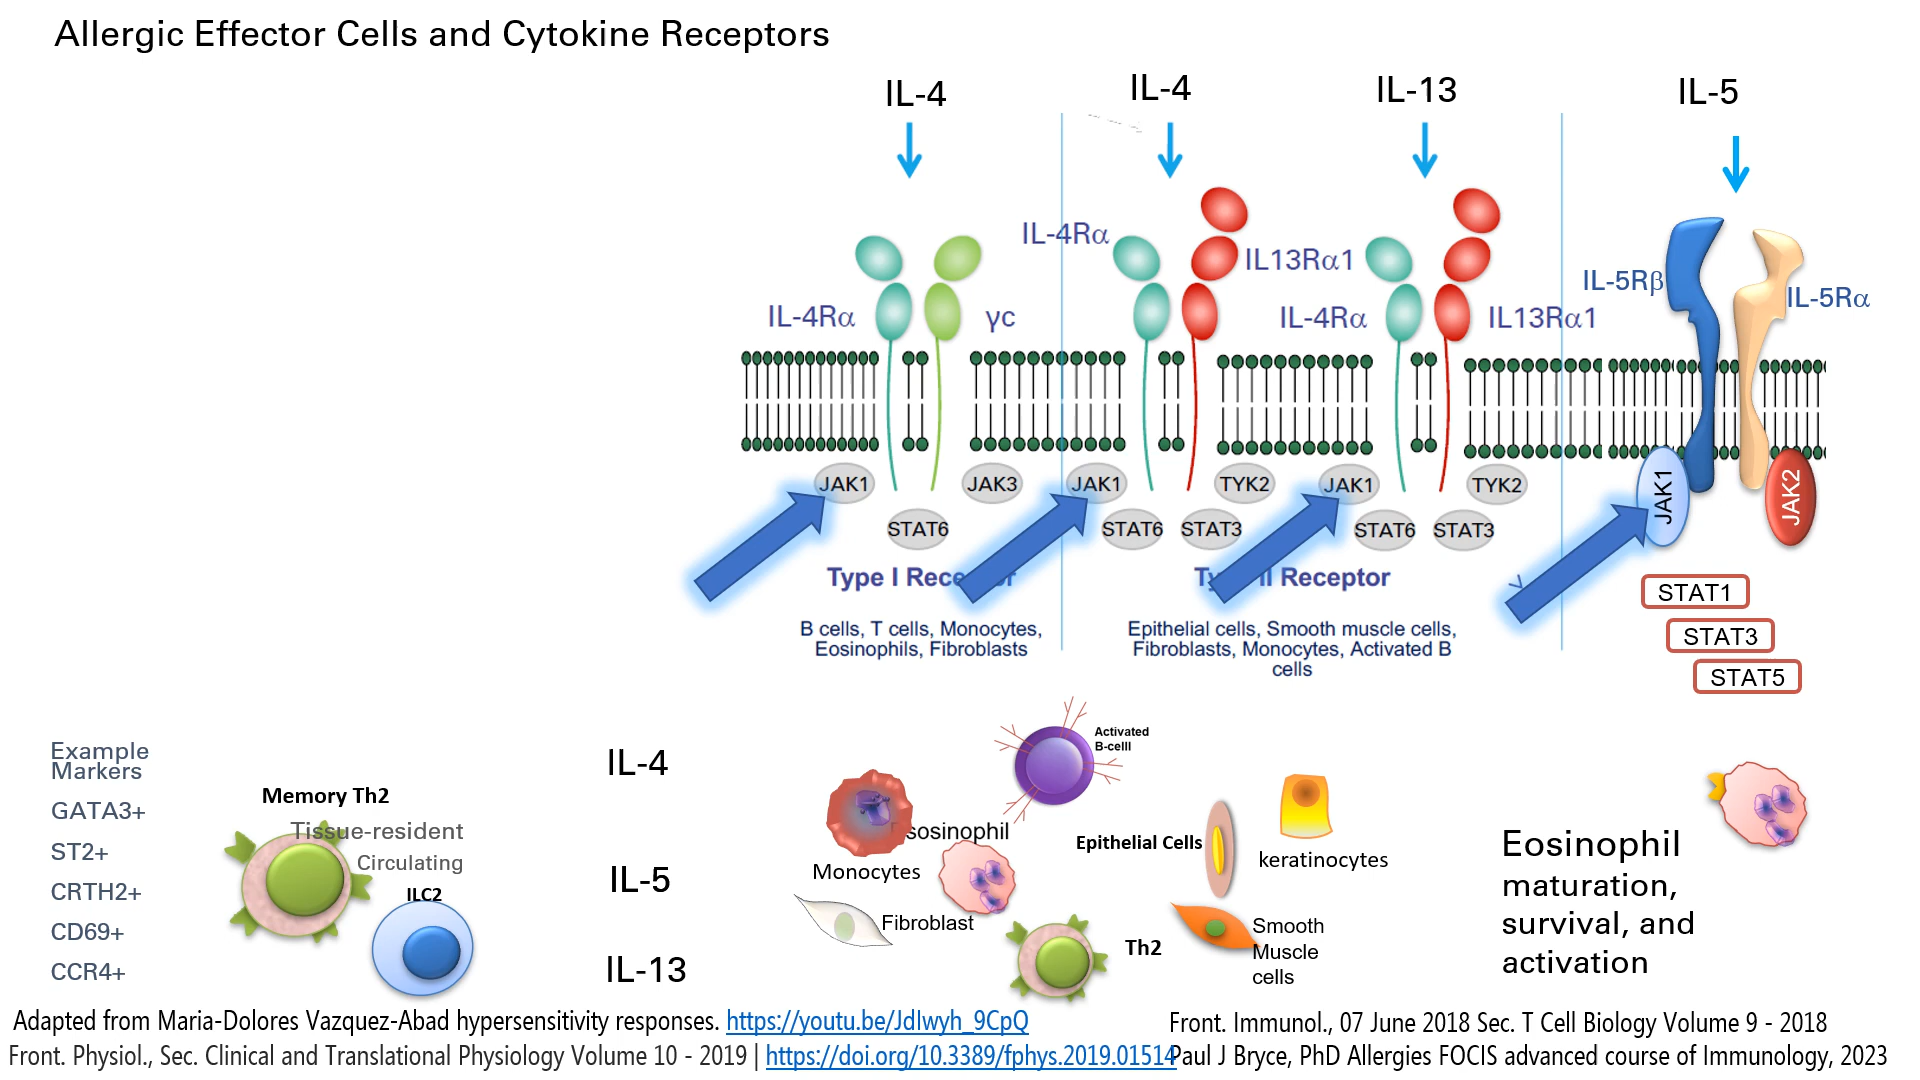 Allergic Effector Cells and Cytokine Receptors
IL-4
IL-4
IL-13
IL-5
IL-4Rα
γc
IL-4Rα
IL13Rα1
IL-4Rα
IL13Rα1
IL-5Rβ
IL-5Rα
JAK1
JAK3
STAT6
JAK1
TYK2
STAT6
STAT3
JAK1
TYK2
STAT6
STAT3
JAK1
JAK2
STAT1
STAT3
STAT5
Type I
II Receptor
B cells, T cells, Monocytes,
Eosinophils, Fibroblasts
Epithelial cells, Smooth muscle cells,
Fibroblasts, Monocytes, Activated B
cells
Example
Markers
GATA3+
ST2+
CRTH2+
CD69+
CCR4+
Memory Th2
Tissue-resident
Circulating
ILC2
IL-4
IL-5
IL-13
Activated
B-celll
sosinophil
Monocytes
Fibroblast
Th2
Epithelial Cells
keratinocytes
Smooth
Muscle
cells
Eosinophil
maturation,
survival, and
activation
Adapted from Maria-Dolores Vazquez-Abad hypersensitivity responses. https://youtu.be/Jdlwyh_9CpQ
Front. Physiol., Sec. Clinical and Translational Physiology Volume 10 - 2019 | https://doi.org/10.3389/fphys.2019.01514
Front. Immunol., 07 June 2018 Sec. T Cell Biology Volume 9 - 2018
Paul J Bryce, PhD Allergies FOCIS advanced course of Immunology, 2023